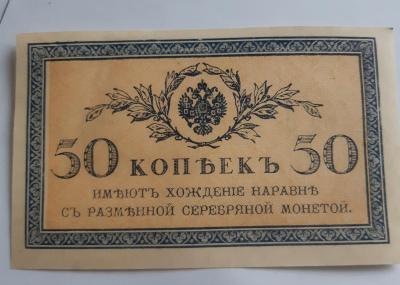 50 КОПѢЕКЪ 50
ИМѢЮТЪ ХОЖДЕНІЕ НАРАВНѢ
СЪ РАЗМѢННОЙ СЕРЕБРЯНОЙ МОНЕТОЙ.